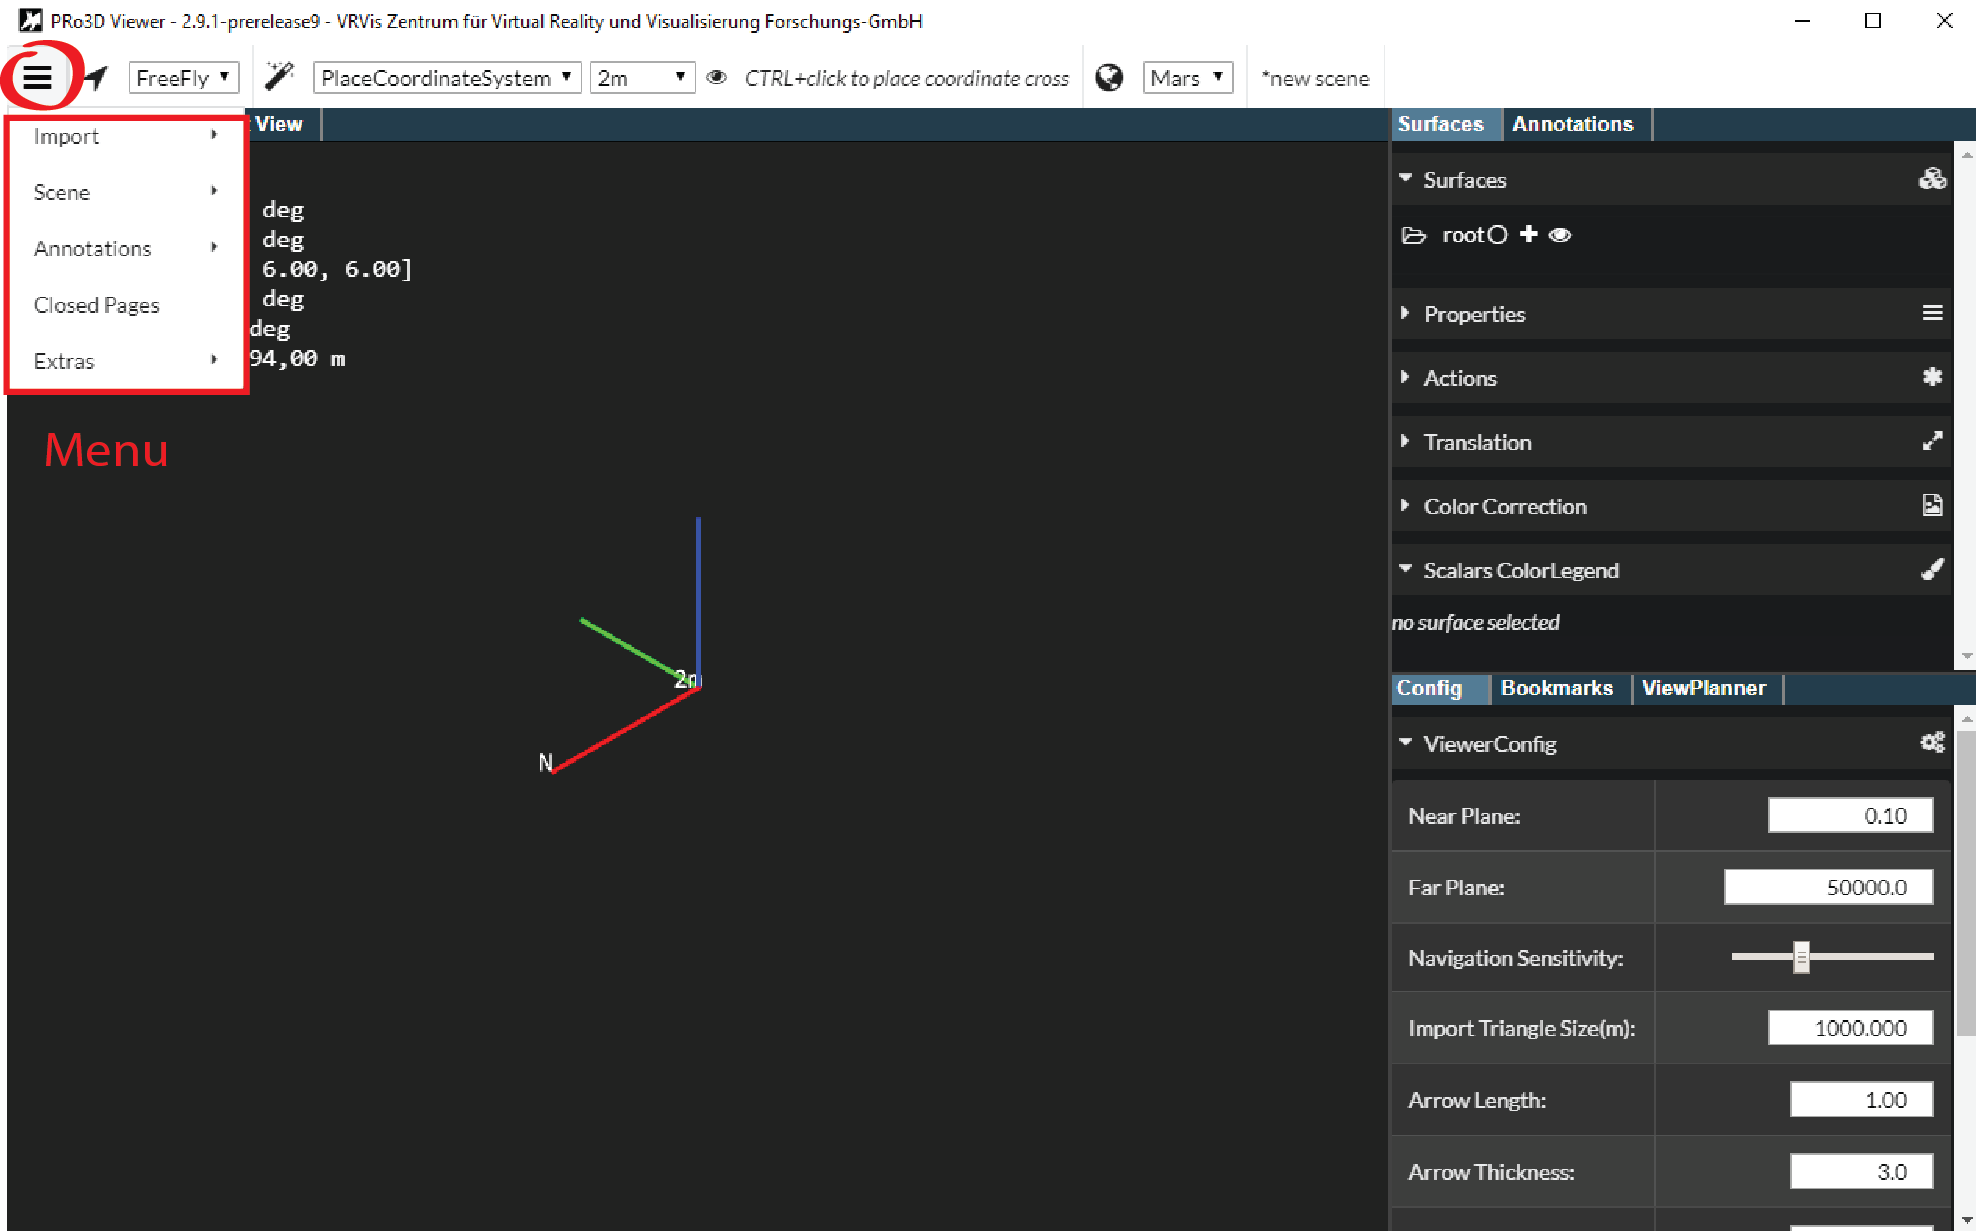 PRo3D Viewer - 2.9.1-prerelease9 - VRVis Zentrum für Virtual Reality und Visualisierung Forschungs-GmbH
FreeFly PlaceCoordinateSystem 2m CTRL+click to place coordinate cross Mars *new scene
Import
Scene
Annotations
Closed Pages
Extras
Menu
View
deg
deg
6.00, 6.00]
deg
deg
94,00 m
2m
N
Surfaces Annotations
Surfaces
root
Properties
Actions
Translation
Color Correction
Scalars ColorLegend
no surface selected
Config Bookmarks ViewPlanner
ViewerConfig
Near Plane: 0.10
Far Plane: 50000.0
Navigation Sensitivity:
Import Triangle Size(m): 1000.000
Arrow Length: 1.00
Arrow Thickness: 3.0